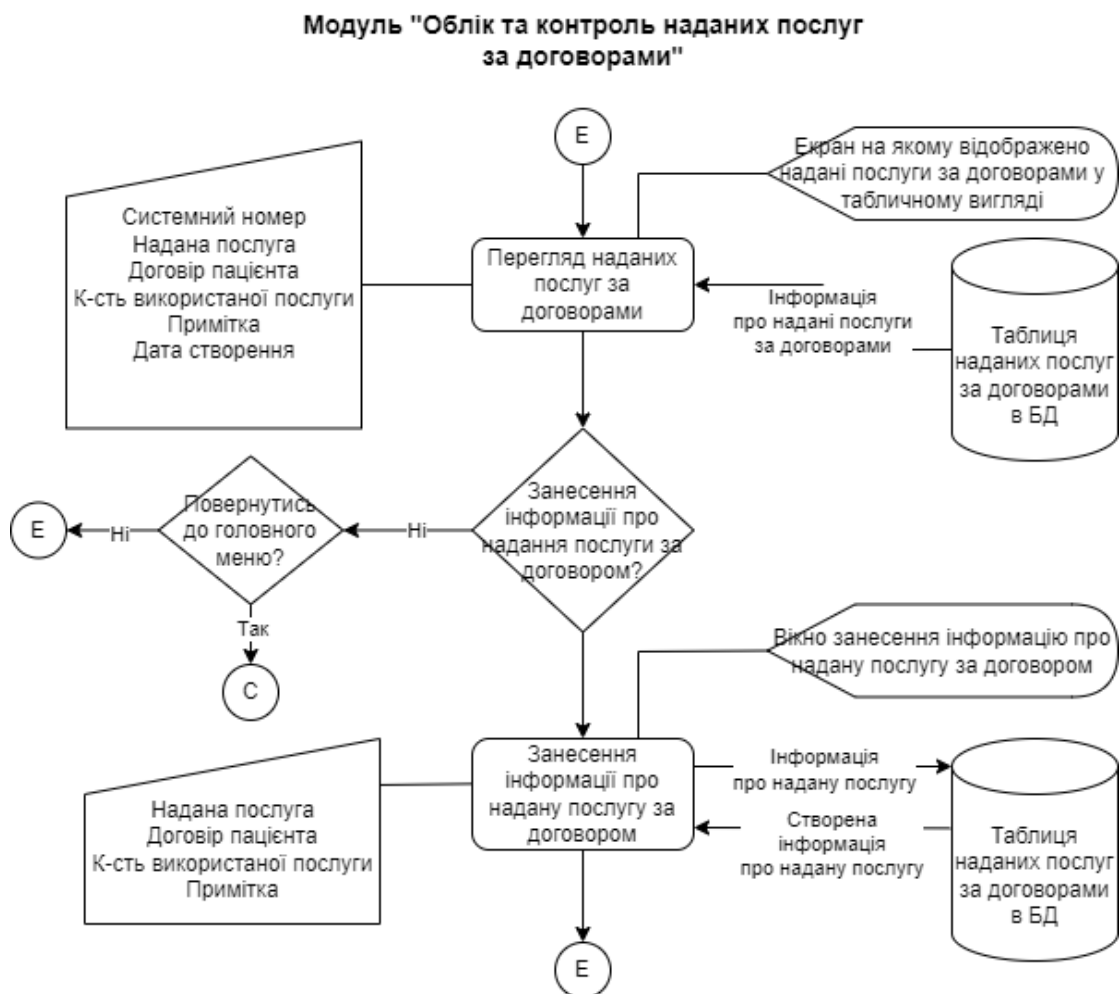 Модуль "Облік та контроль наданих послуг
за договорами"
E
Екран на якому відображено
надані послуги за договорами у
табличному вигляді
Системний номер
Надана послуга
Договір пацієнта
К-сть використаної послуги
Примітка
Дата створення
Перегляд наданих
послуг за
договорами
Інформація
про надані послуги
за договорами
Таблиця
наданих послуг
за договорами
в БД
Занесення
інформації про
надання послуги за
договором?
Ні
Повернутись
до головного
меню?
Ні
E
Так
C
Вікно занесення інформацію про
надану послугу за договором
Надана послуга
Договір пацієнта
К-сть використаної послуги
Примітка
Занесення
інформації про
надану послугу за
договором
Інформація
про надану послугу
Створена
інформація
про надану послугу
Таблиця
наданих послуг
за договорами
в БД
E